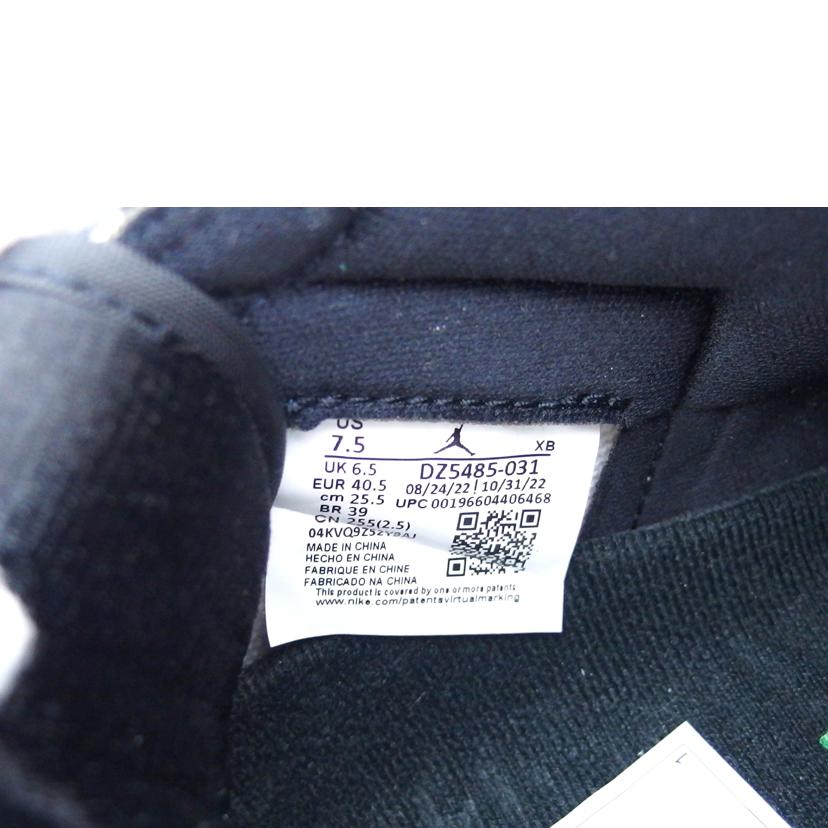 US
7.5
XB
UK 6.5 DZ5485-031
EUR 40.5 08/24/22 | 10/31/22
cm 25.5 UPC 00196604406468
BR 39
CN 255(2.5)
MADE IN CHINA
HECHO EN CHINA
FABRIQUE EN CHINE
FABRICADO NA CHINA
This product is covered by one or more patents
www.nike.com/patentsvirtualmarking